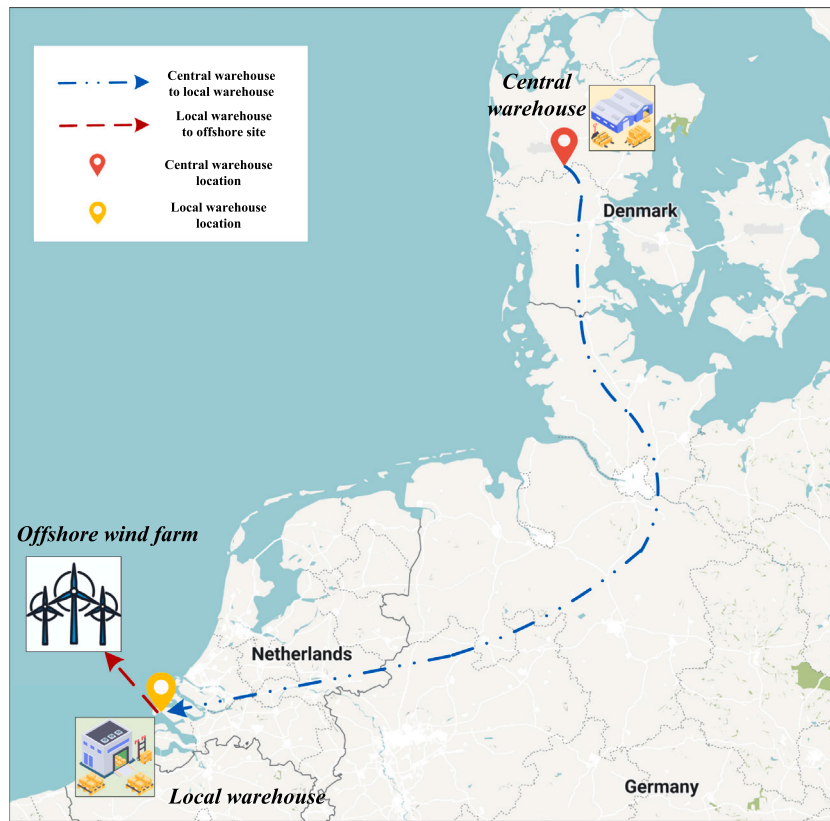 Central warehouse
to local warehouse
Local warehouse
to offshore site
Central warehouse
location
Local warehouse
location
Central
warehouse
Denmark
Offshore wind farm
Netherlands
Local warehouse
Germany